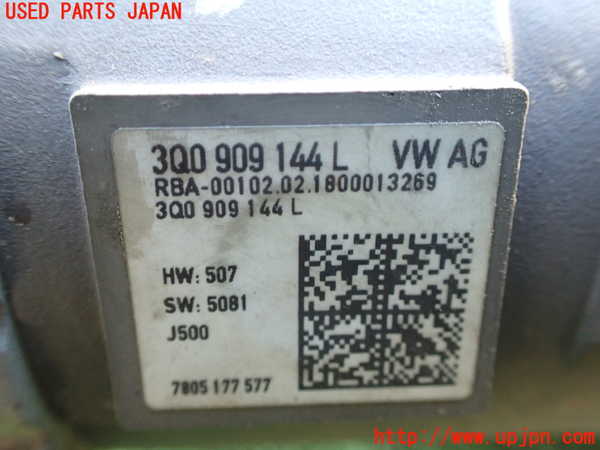 USED PARTS JAPAN
3Q0 909 144 L VW AG
RBA-00102.02.1800013269
3Q0 909 144 L
HW: 507
SW: 5081
J500
7805 177 577
http://www.upjpn.com/